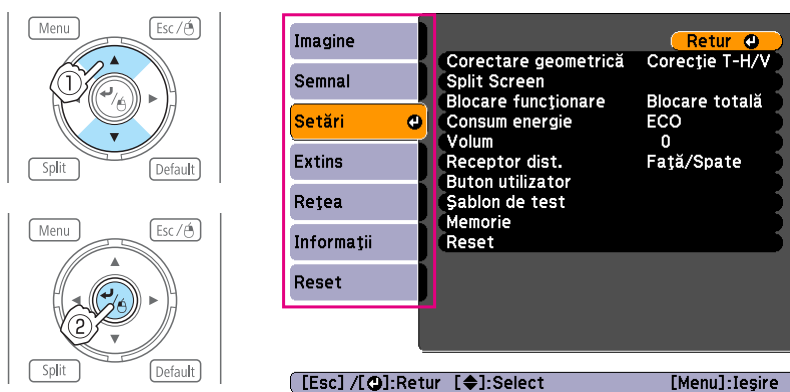 Menu
Esc /
1
Split
Default
Menu
Esc /
2
Split
Default
Imagine
Semnal
Setări
Extins
Reţea
Informaţii
Reset
Retur
Corectare geometrică Corecţie T-H/V
Split Screen
Blocare funcţionare Blocare totală
Consum energie ECO
Volum 0
Receptor dist. Faţă/Spate
Buton utilizator
Şablon de test
Memorie
Reset
[Esc] /[ ]:Retur [ ]:Select [Menu]:Ieşire